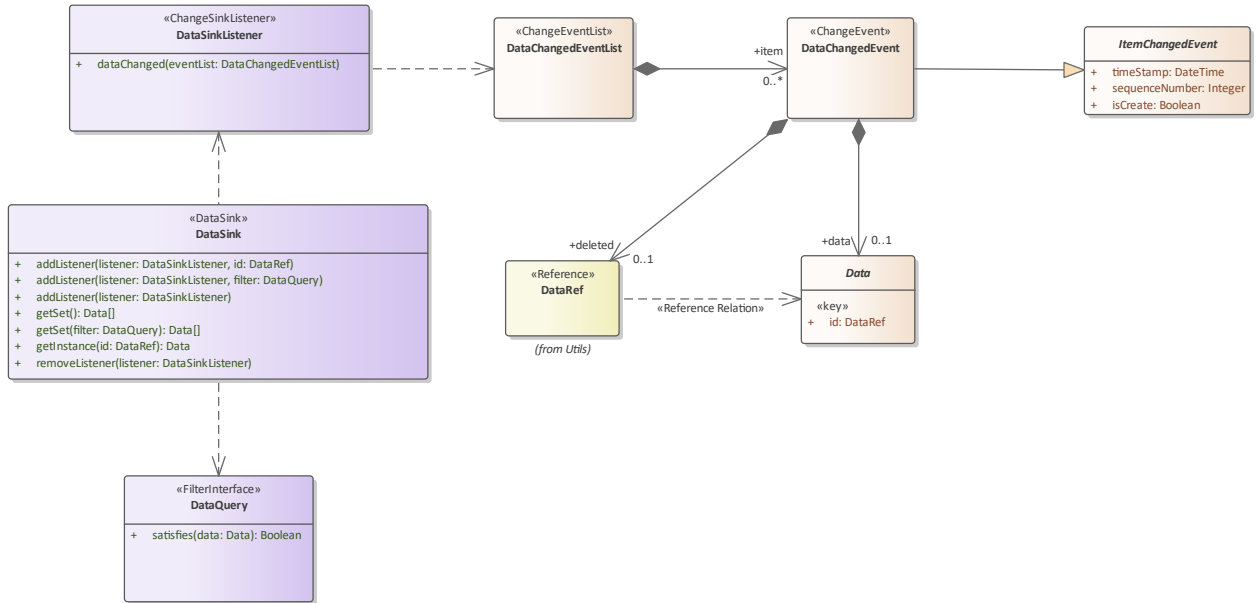 «ChangeSinkListener»
DataSinkListener
+ dataChanged(eventList: DataChangedEventList)
«ChangeEventList»
DataChangedEventList
+item
0..*
«ChangeEvent»
DataChangedEvent
ItemChangedEvent
+ timeStamp: DateTime
+ sequenceNumber: Integer
+ isCreate: Boolean
«DataSink»
DataSink
+ addListener(listener: DataSinkListener, id: DataRef)
+ addListener(listener: DataSinkListener, filter: DataQuery)
+ addListener(listener: DataSinkListener)
+ getSet(): Data[]
+ getSet(filter: DataQuery): Data[]
+ getInstance(id: DataRef): Data
+ removeListener(listener: DataSinkListener)
+deleted
0..1
+data
0..1
«Reference»
DataRef
(from Utils)
«Reference Relation»
Data
«key»
+ id: DataRef
«FilterInterface»
DataQuery
+ satisfies(data: Data): Boolean